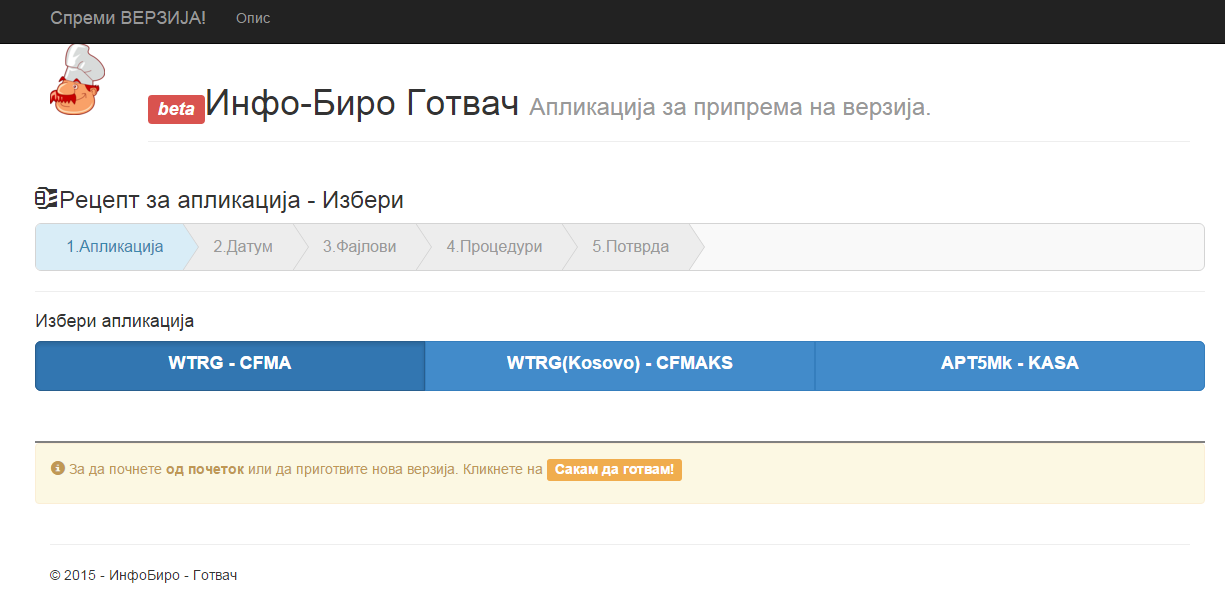 Спреми ВЕРЗИЈА! Опис
beta Инфо-Биро Готвач Апликација за припрема на верзија.
Рецепт за апликација - Избери
1.Апликација 2.Датум 3.Фајлови 4.Процедури 5.Потврда
Избери апликација
WTRG - CFMA WTRG(Kosovo) - CFMAKS APT5Mk - KASA
За да почнете од почеток или да приготвите нова верзија. Кликнете на Сакам да готвам!
© 2015 - ИнфоБиро - Готвач